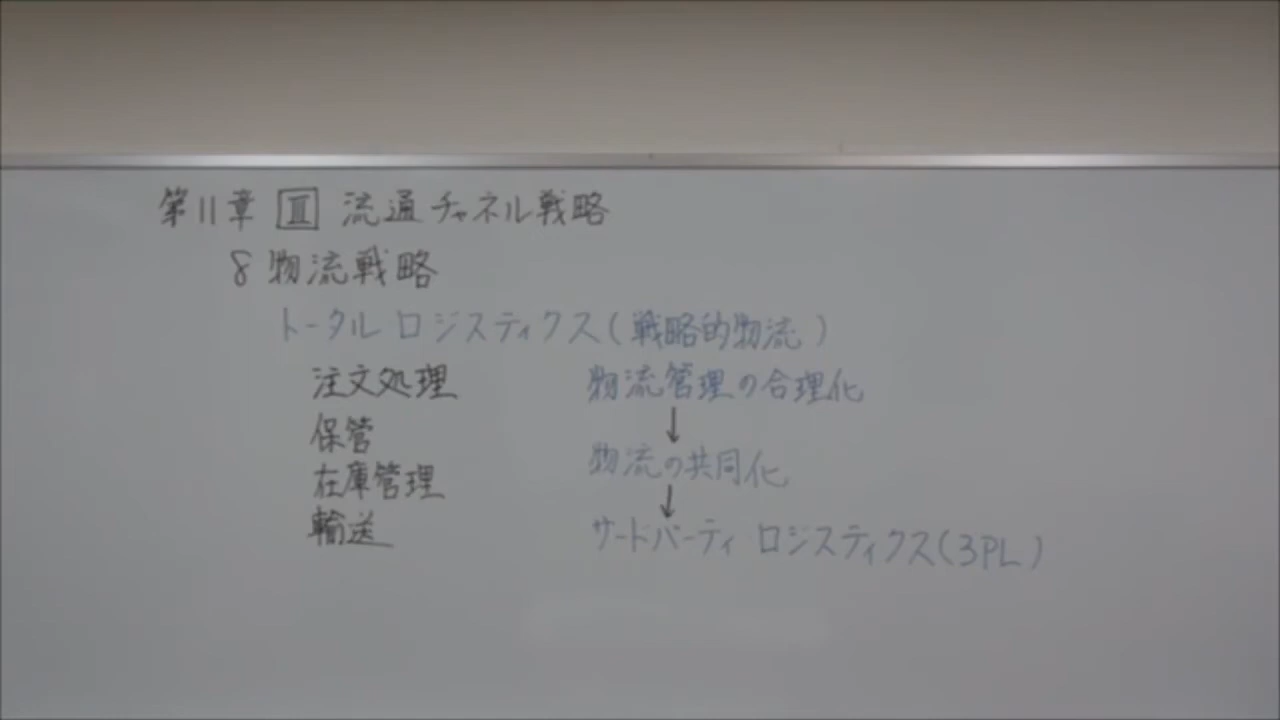 第11章 Ⅲ 流通チャネル戦略
8 物流戦略
トータル ロジスティクス(戦略的物流)
注文処理
保管
在庫管理
輸送
物流管理の合理化
↓
物流の共同化
↓
サードパーティ ロジスティクス(3PL)